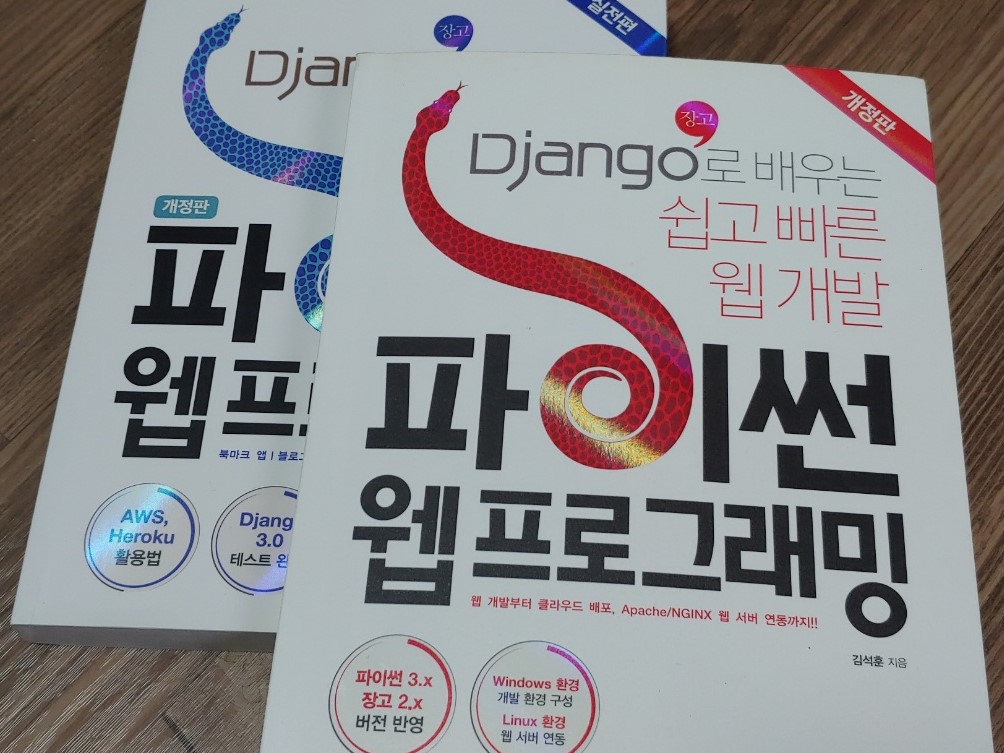 실전편
장고
Djan
개정판
파
웹프
북마크 앱 | 블로그
AWS,
Heroku
활용법
Djang
3.0
테스트 완
개정판
장고
Django로 배우는
쉽고 빠른
웹 개발
파이썬
웹 프로그래밍
웹 개발부터 클라우드 배포, Apache/NGINX 웹 서버 연동까지!!
김석훈 지음
파이썬 3.x
장고 2.x
버전 반영
Windows 환경
개발 환경 구성
Linux 환경
웹 서버 연동